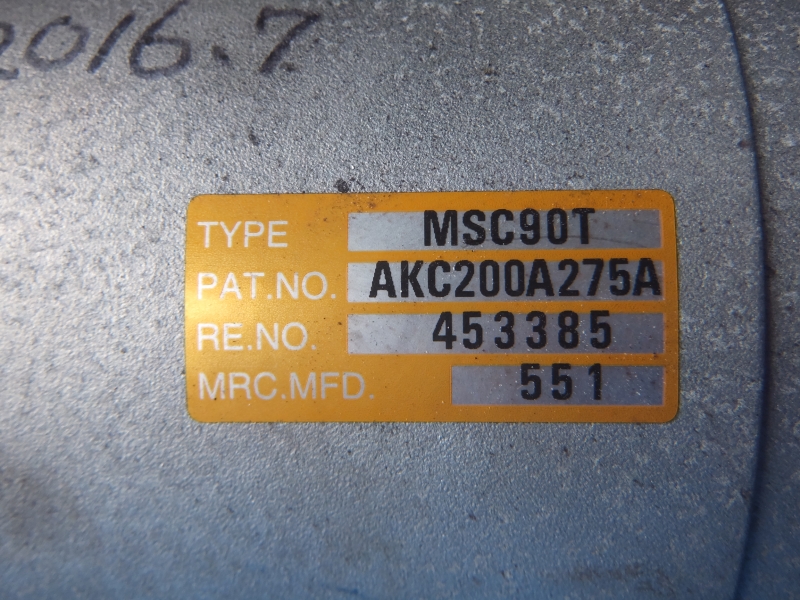 2016.7
TYPE MSC90T
PAT.NO. AKC200A275A
RE.NO. 453385
MRC.MFD. 551